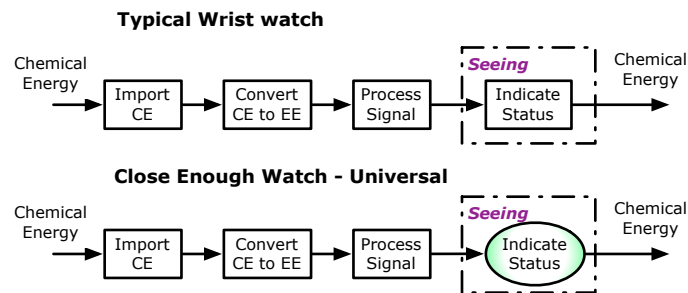 Typical Wrist watch
Seeing
Chemical
Energy
Import
CE
Convert
CE to EE
Process
Signal
Indicate
Status
Chemical
Energy
Close Enough Watch - Universal
Seeing
Chemical
Energy
Import
CE
Convert
CE to EE
Process
Signal
Indicate
Status
Chemical
Energy